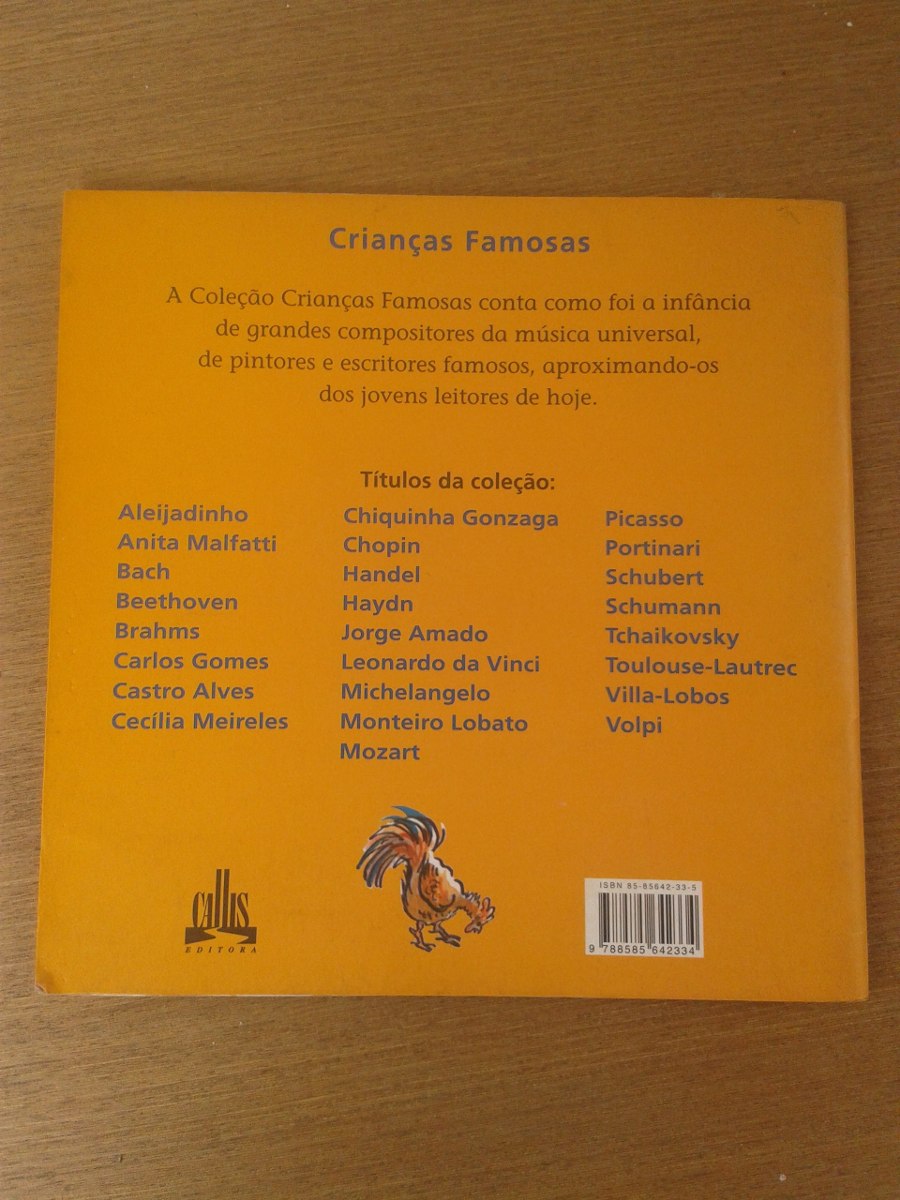 Crianças Famosas
A Coleção Crianças Famosas conta como foi a infância
de grandes compositores da música universal,
de pintores e escritores famosos, aproximando-os
dos jovens leitores de hoje.
Títulos da coleção:
Aleijadinho
Anita Malfatti
Bach
Beethoven
Brahms
Carlos Gomes
Castro Alves
Cecília Meireles
Chiquinha Gonzaga
Chopin
Handel
Haydn
Jorge Amado
Leonardo da Vinci
Michelangelo
Monteiro Lobato
Mozart
Picasso
Portinari
Schubert
Schumann
Tchaikovsky
Toulouse-Lautrec
Villa-Lobos
Volpi
CALLIS
EDITORA
ISBN 85-85642-33-5
9 788585 642334